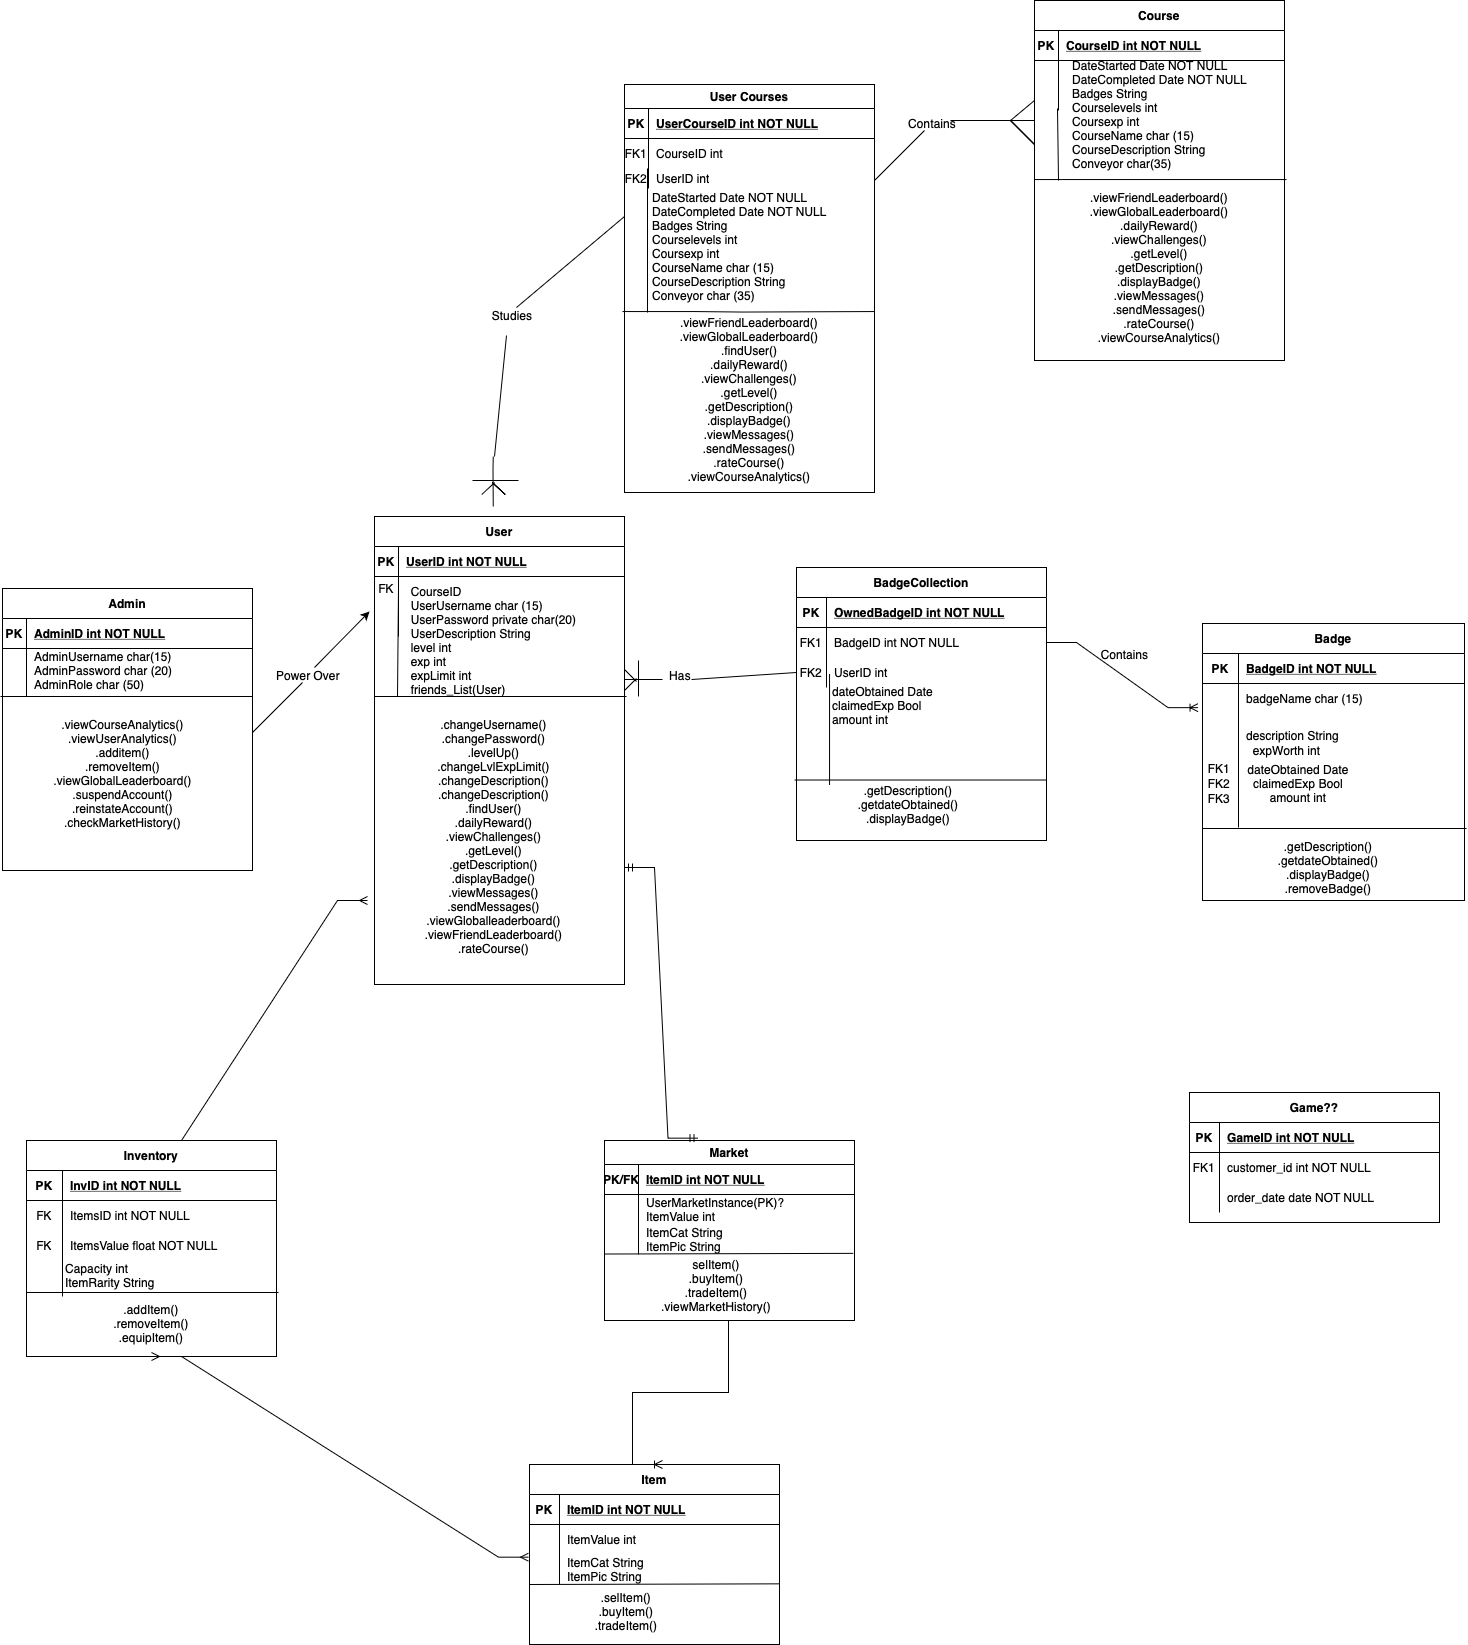 Course
PK CourseID int NOT NULL
DateStarted Date NOT NULL
DateCompleted Date NOT NULL
Badges String
Courselevels int
Coursexp int
CourseName char (15)
CourseDescription String
Conveyor char(35)
.viewFriendLeaderboard()
.viewGlobalLeaderboard()
.dailyReward()
.viewChallenges()
.getLevel()
.getDescription()
.displayBadge()
.viewMessages()
.sendMessages()
.rateCourse()
.viewCourseAnalytics()
Contains
User Courses
PK UserCourseID int NOT NULL
FK1 CourseID int
FK2 UserID int
DateStarted Date NOT NULL
DateCompleted Date NOT NULL
Badges String
Courselevels int
Coursexp int
CourseName char (15)
CourseDescription String
Conveyor char (35)
.viewFriendLeaderboard()
.viewGlobalLeaderboard()
.findUser()
.dailyReward()
.viewChallenges()
.getLevel()
.getDescription()
.displayBadge()
.viewMessages()
.sendMessages()
.rateCourse()
.viewCourseAnalytics()
Studies
User
PK UserID int NOT NULL
FK CourseID
UserUsername char (15)
UserPassword private char(20)
UserDescription String
level int
exp int
expLimit int
friends_List(User)
.changeUsername()
.changePassword()
.levelUp()
.changeLvlExpLimit()
.changeDescription()
.changeDescription()
.findUser()
.dailyReward()
.viewChallenges()
.getLevel()
.getDescription()
.displayBadge()
.viewMessages()
.sendMessages()
.viewGloballeaderboard()
.viewFriendLeaderboard()
.rateCourse()
Admin
PK AdminID int NOT NULL
AdminUsername char(15)
AdminPassword char (20)
AdminRole char (50)
.viewCourseAnalytics()
.viewUserAnalytics()
.additem()
.removeItem()
.viewGlobalLeaderboard()
.suspendAccount()
.reinstateAccount()
.checkMarketHistory()
Power Over
Has
BadgeCollection
PK OwnedBadgeID int NOT NULL
FK1 BadgeID int NOT NULL
FK2 UserID int
dateObtained Date
claimedExp Bool
amount int
.getDescription()
.getdateObtained()
.displayBadge()
Contains
Badge
PK BadgeID int NOT NULL
badgeName char (15)
description String
expWorth int
FK1 dateObtained Date
FK2 claimedExp Bool
FK3 amount int
.getDescription()
.getdateObtained()
.displayBadge()
.removeBadge()
Game??
PK GameID int NOT NULL
FK1 customer_id int NOT NULL
order_date date NOT NULL
Inventory
PK InvID int NOT NULL
FK ItemsID int NOT NULL
FK ItemsValue float NOT NULL
Capacity int
ItemRarity String
.addItem()
.removeItem()
.equipItem()
Market
PK/FK ItemID int NOT NULL
UserMarketInstance(PK)?
ItemValue int
ItemCat String
ItemPic String
selItem()
.buyItem()
.tradeItem()
.viewMarketHistory()
Item
PK ItemID int NOT NULL
ItemValue int
ItemCat String
ItemPic String
.selItem()
.buyItem()
.tradeItem()